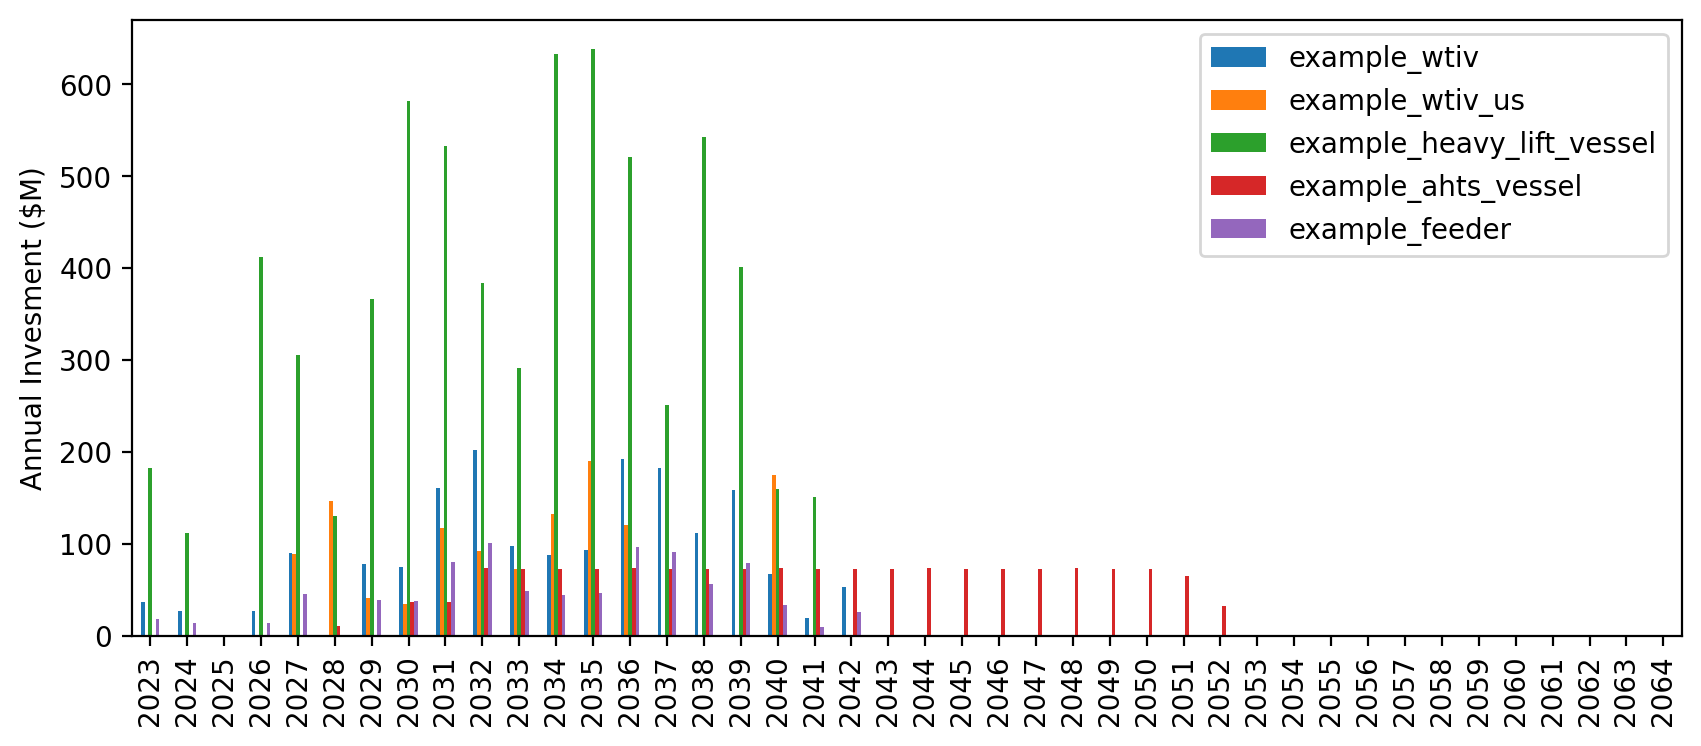 Annual Invesment ($M)
600
500
400
300
200
100
0
example_wtiv
example_wtiv_us
example_heavy_lift_vessel
example_ahts_vessel
example_feeder
2023 2024 2025 2026 2027 2028 2029 2030 2031 2032 2033 2034 2035 2036 2037 2038 2039 2040 2041 2042 2043 2044 2045 2046 2047 2048 2049 2050 2051 2052 2053 2054 2055 2056 2057 2058 2059 2060 2061 2062 2063 2064